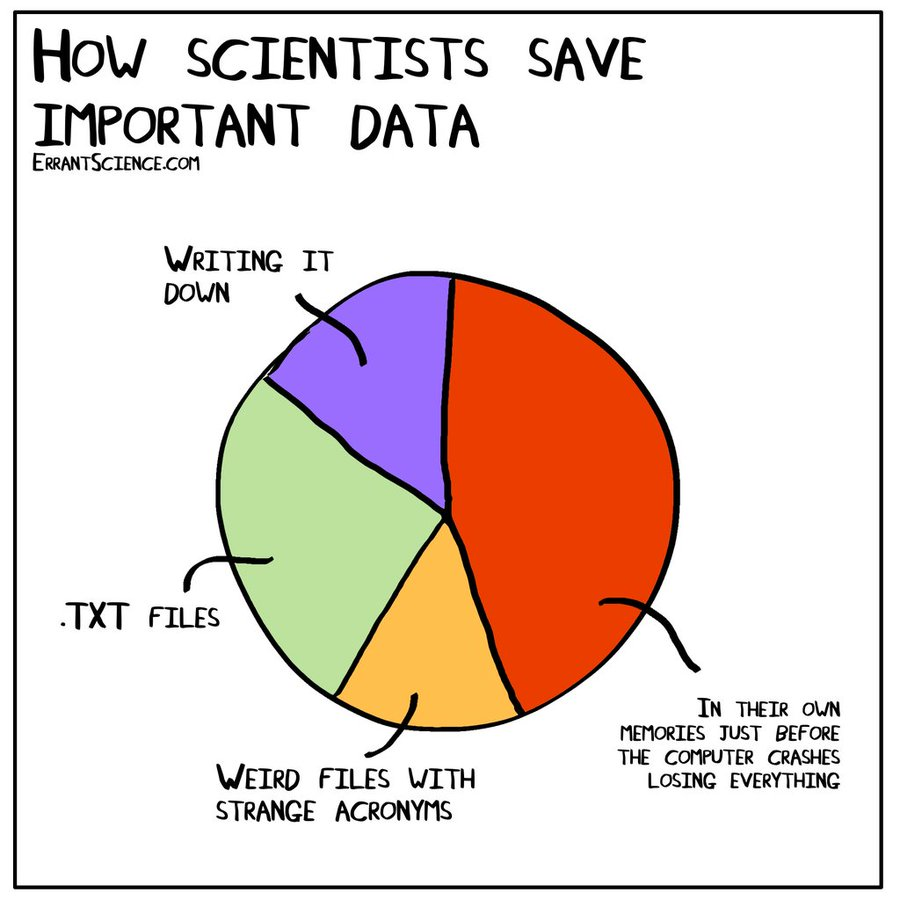 How scientists save
important data
ErrantScience.com
Writing it
down
.TXT files
Weird files with
strange acronyms
In their own
memories just before
the computer crashes
losing everything